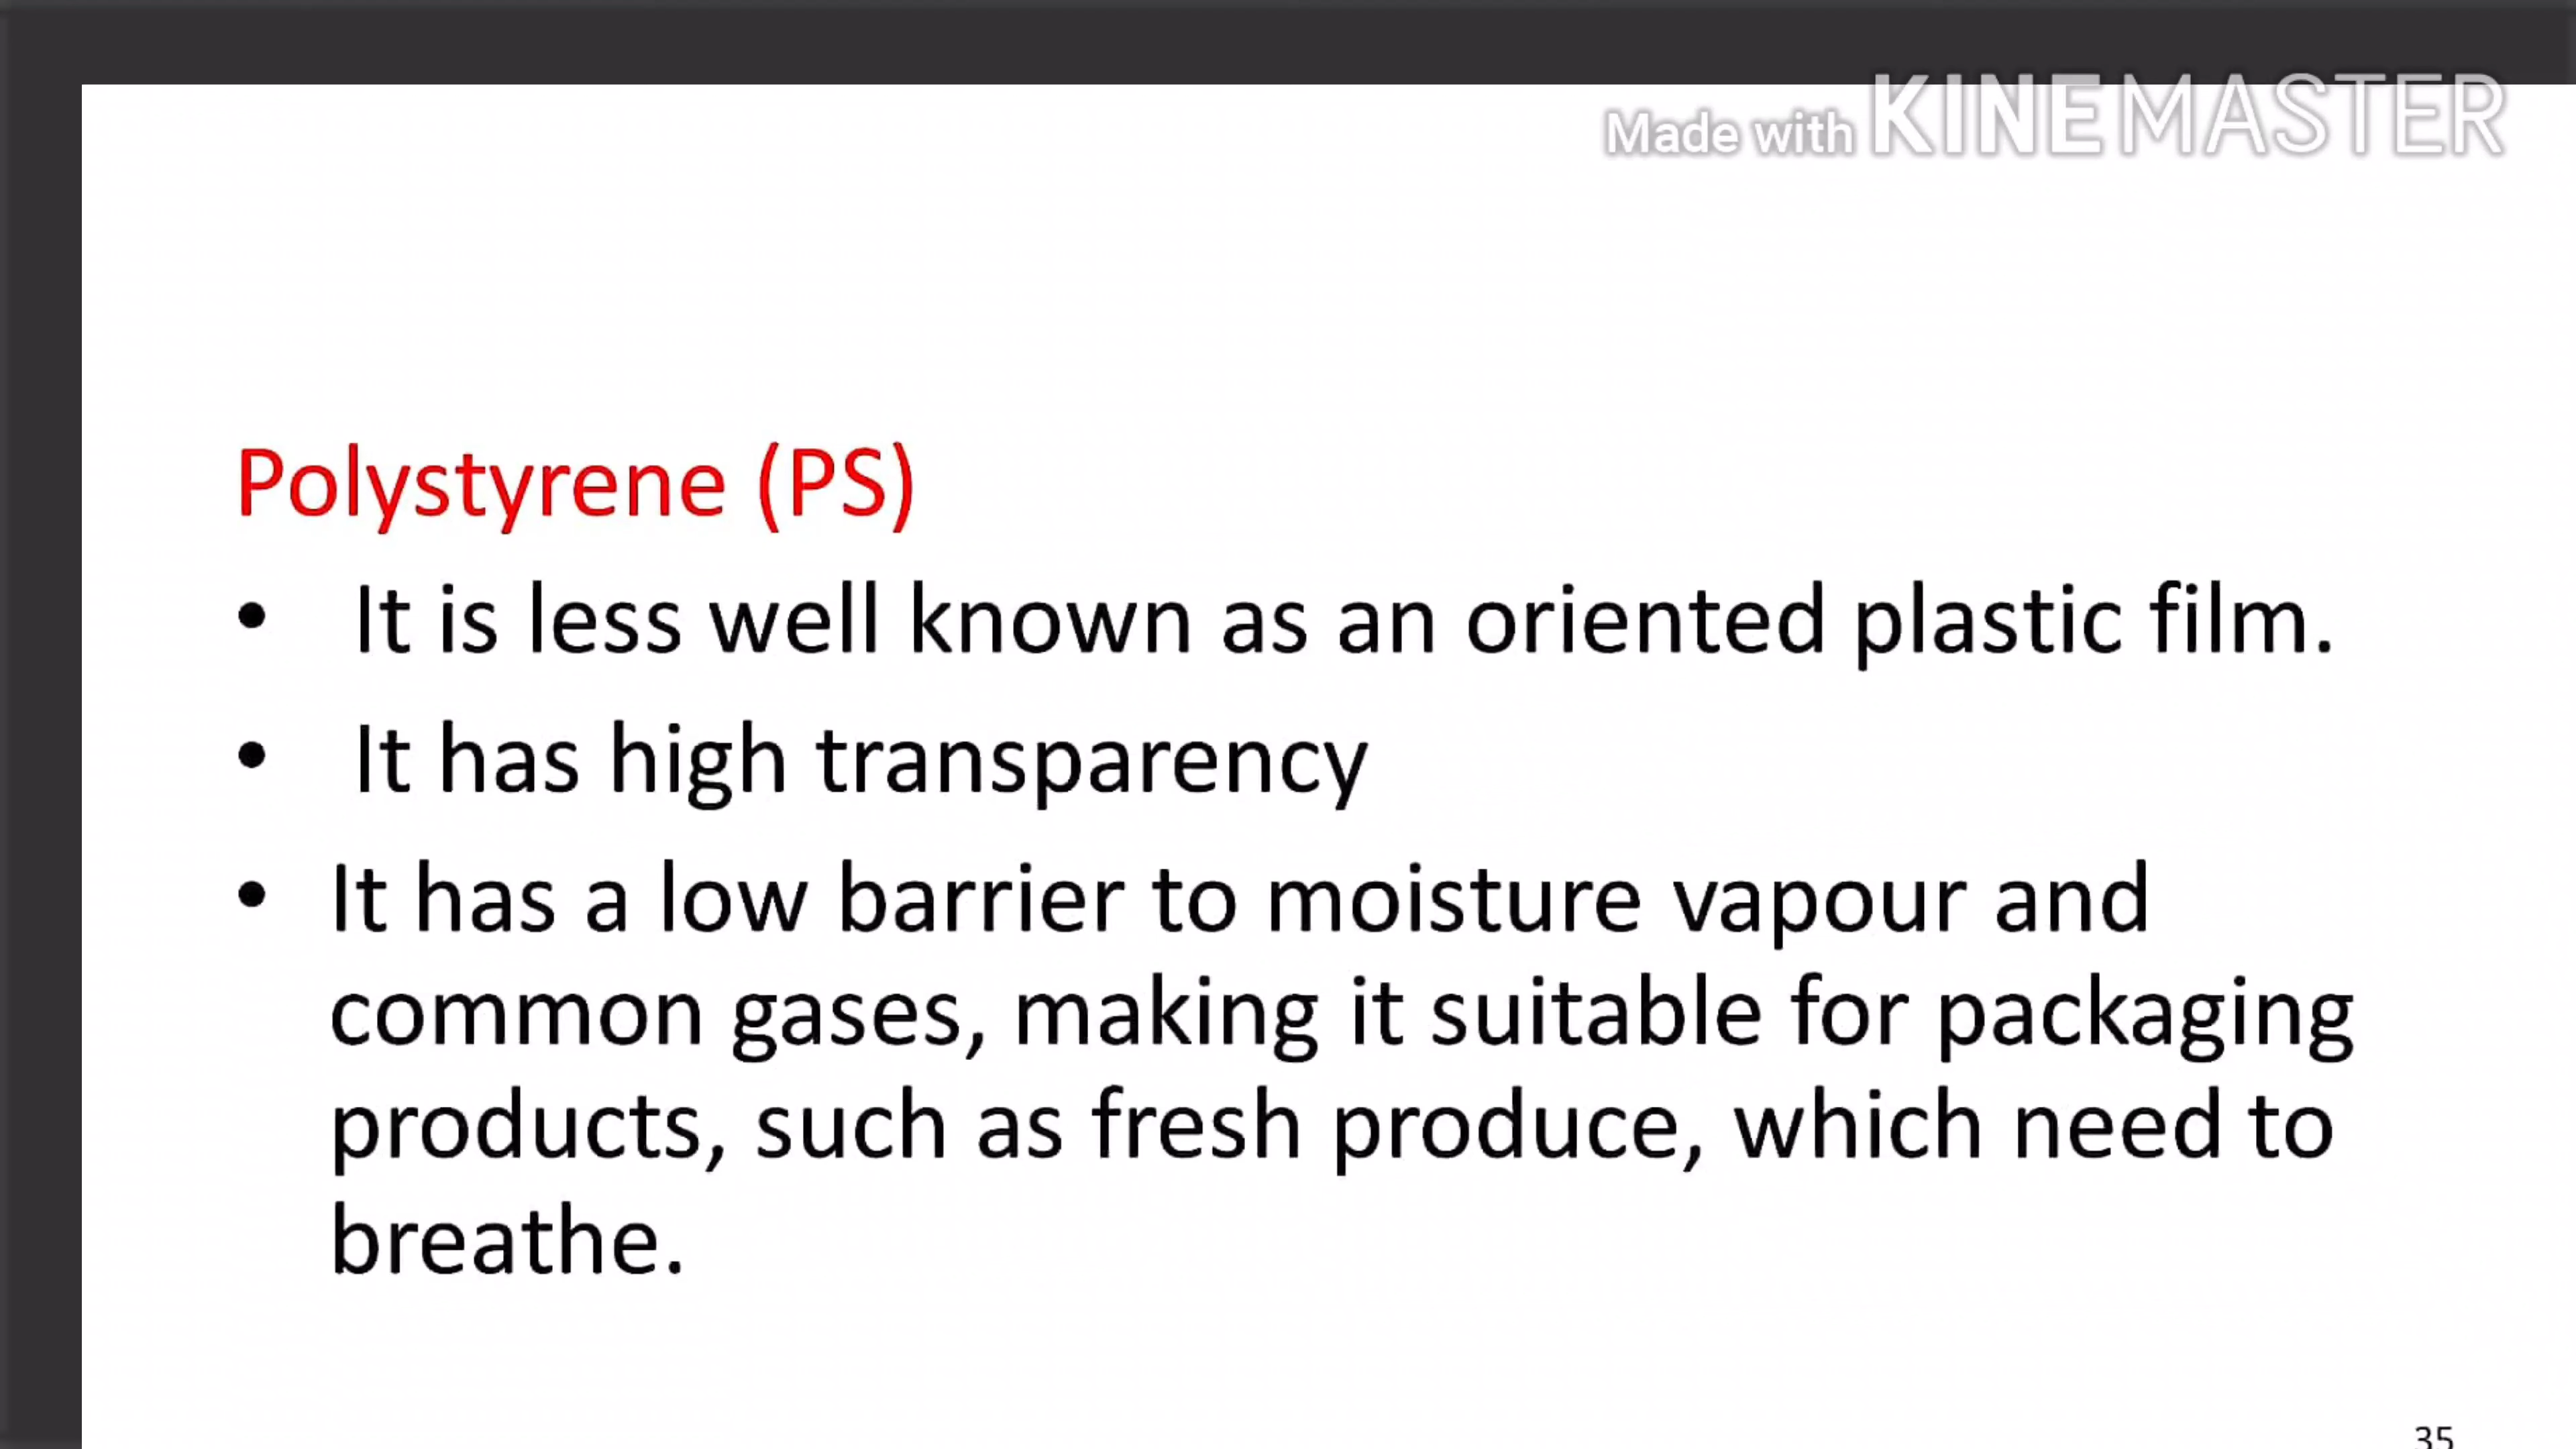 Made with KINEMASTER
Polystyrene (PS)
• It is less well known as an oriented plastic film.
• It has high transparency
• It has a low barrier to moisture vapour and
common gases, making it suitable for packaging
products, such as fresh produce, which need to
breathe.
35